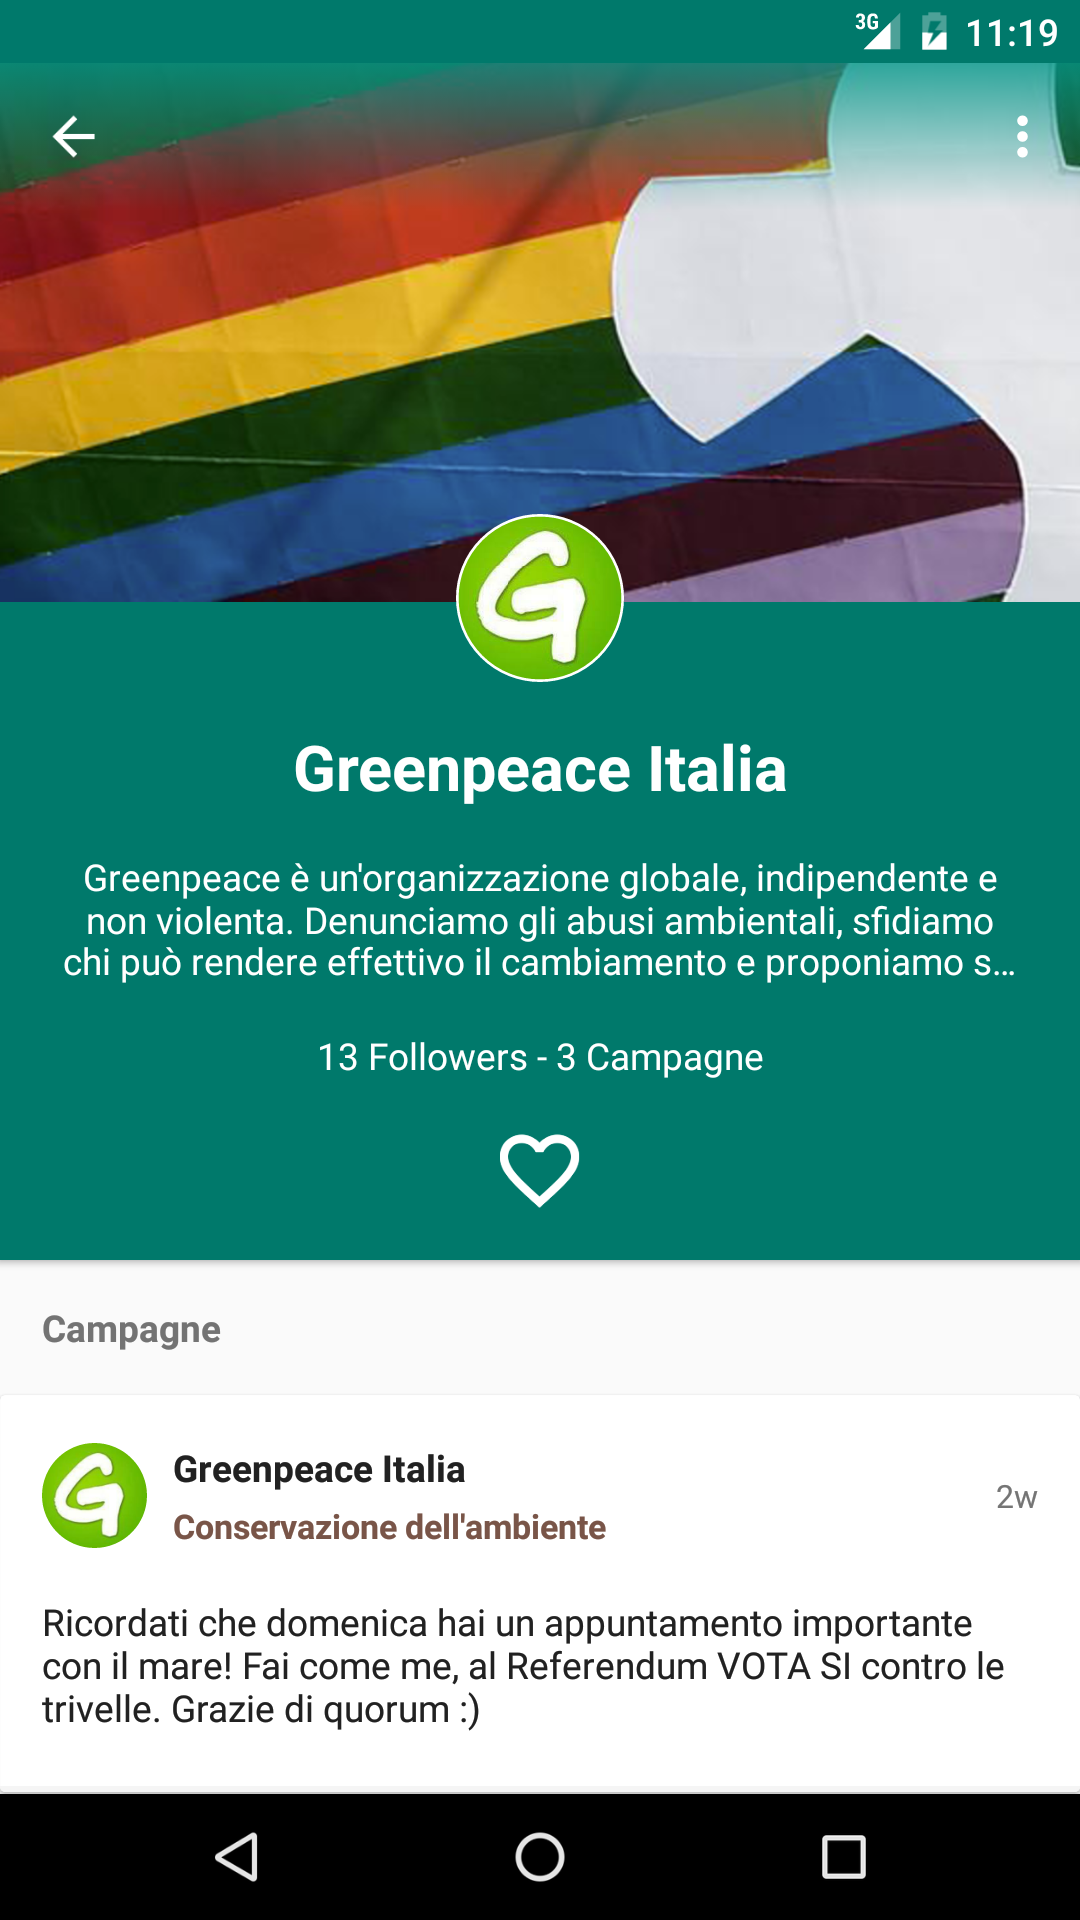 3G 11:19
G
Greenpeace Italia
Greenpeace è un'organizzazione globale, indipendente e
non violenta. Denunciamo gli abusi ambientali, sfidiamo
chi può rendere effettivo il cambiamento e proponiamo s…
13 Followers - 3 Campagne
Campagne
G
Greenpeace Italia
2w
Conservazione dell'ambiente
Ricordati che domenica hai un appuntamento importante
con il mare! Fai come me, al Referendum VOTA SI contro le
trivelle. Grazie di quorum :)